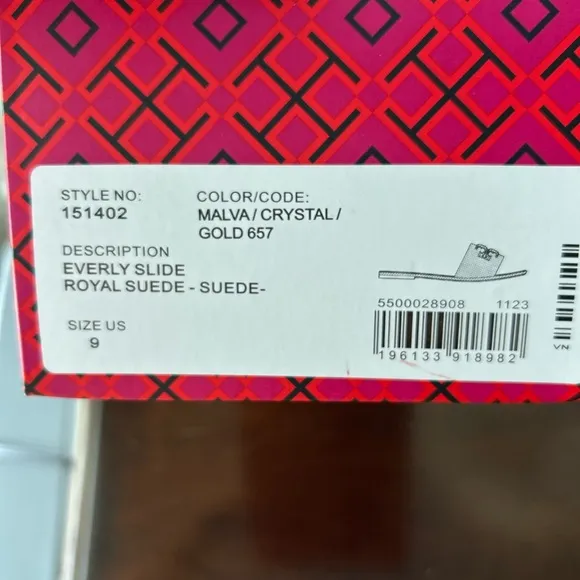 STYLE NO:
151402
COLOR/CODE:
MALVA / CRYSTAL /
GOLD 657
DESCRIPTION
EVERLY SLIDE
ROYAL SUEDE - SUEDE-
SIZE US
9
5500028908 1123
196133 918982
VN